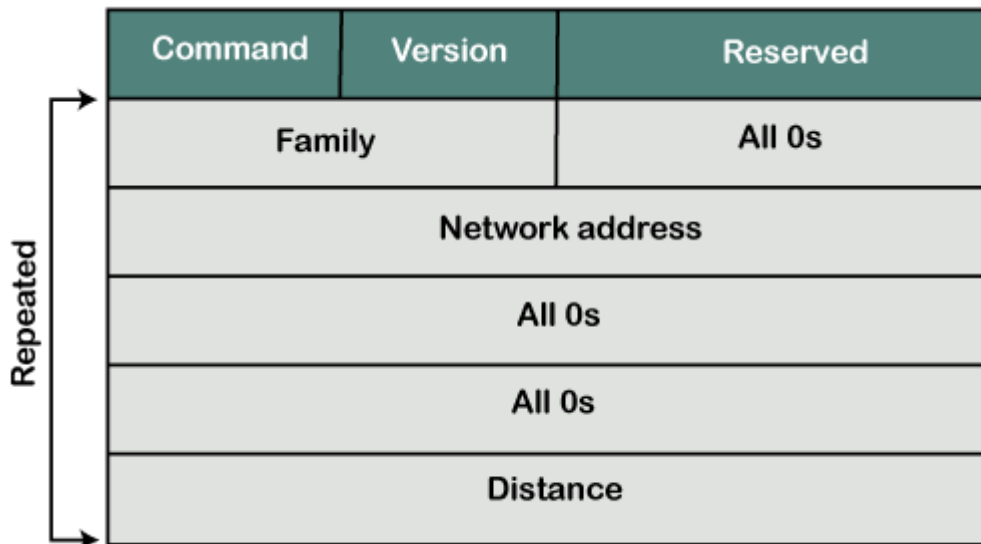 Command Version Reserved
Family All 0s
Network address
All 0s
All 0s
Distance
Repeated